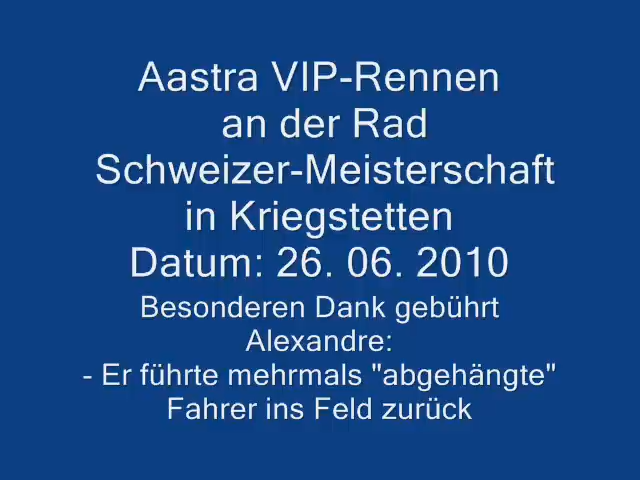 Aastra VIP-Rennen
an der Rad
Schweizer-Meisterschaft
in Kriegstetten
Datum: 26. 06. 2010
Besonderen Dank gebührt
Alexandre:
- Er führte mehrmals "abgehängte"
Fahrer ins Feld zurück